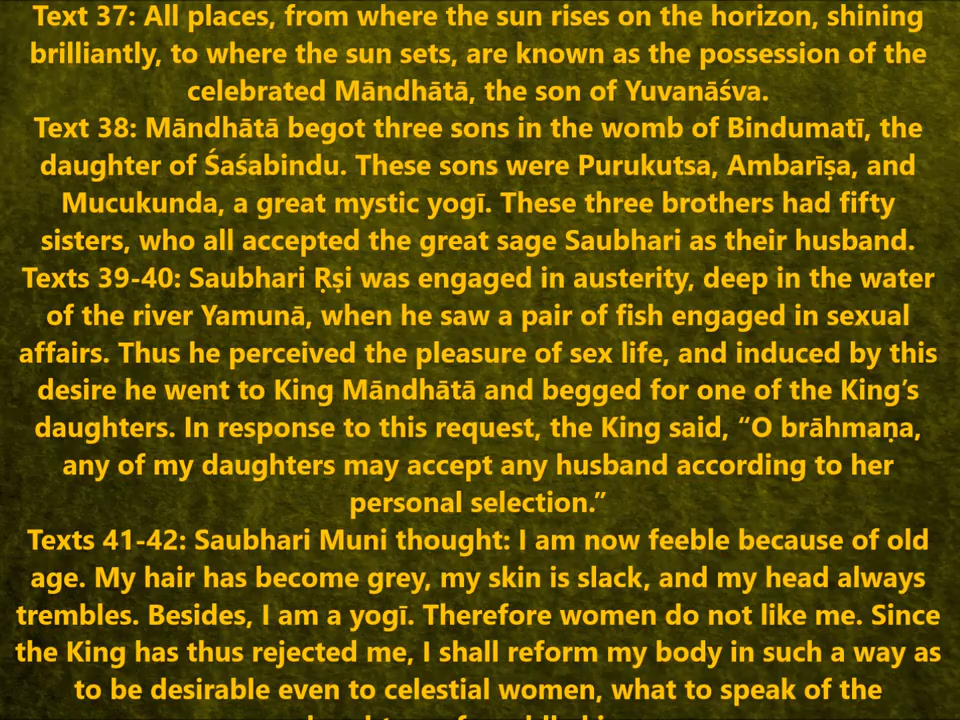 Text 37: All places, from where the sun rises on the horizon, shining
brilliantly, to where the sun sets, are known as the possession of the
celebrated Māndhātā, the son of Yuvanāśva.
Text 38: Māndhātā begot three sons in the womb of Bindumatī, the
daughter of Śaśabindu. These sons were Purukutsa, Ambarīṣa, and
Mucukunda, a great mystic yogī. These three brothers had fifty
sisters, who all accepted the great sage Saubhari as their husband.
Texts 39-40: Saubhari Ṛṣi was engaged in austerity, deep in the water
of the river Yamunā, when he saw a pair of fish engaged in sexual
affairs. Thus he perceived the pleasure of sex life, and induced by this
desire he went to King Māndhātā and begged for one of the King’s
daughters. In response to this request, the King said, “O brāhmaṇa,
any of my daughters may accept any husband according to her
personal selection.”
Texts 41-42: Saubhari Muni thought: I am now feeble because of old
age. My hair has become grey, my skin is slack, and my head always
trembles. Besides, I am a yogī. Therefore women do not like me. Since
the King has thus rejected me, I shall reform my body in such a way as
to be desirable even to celestial women, what to speak of the